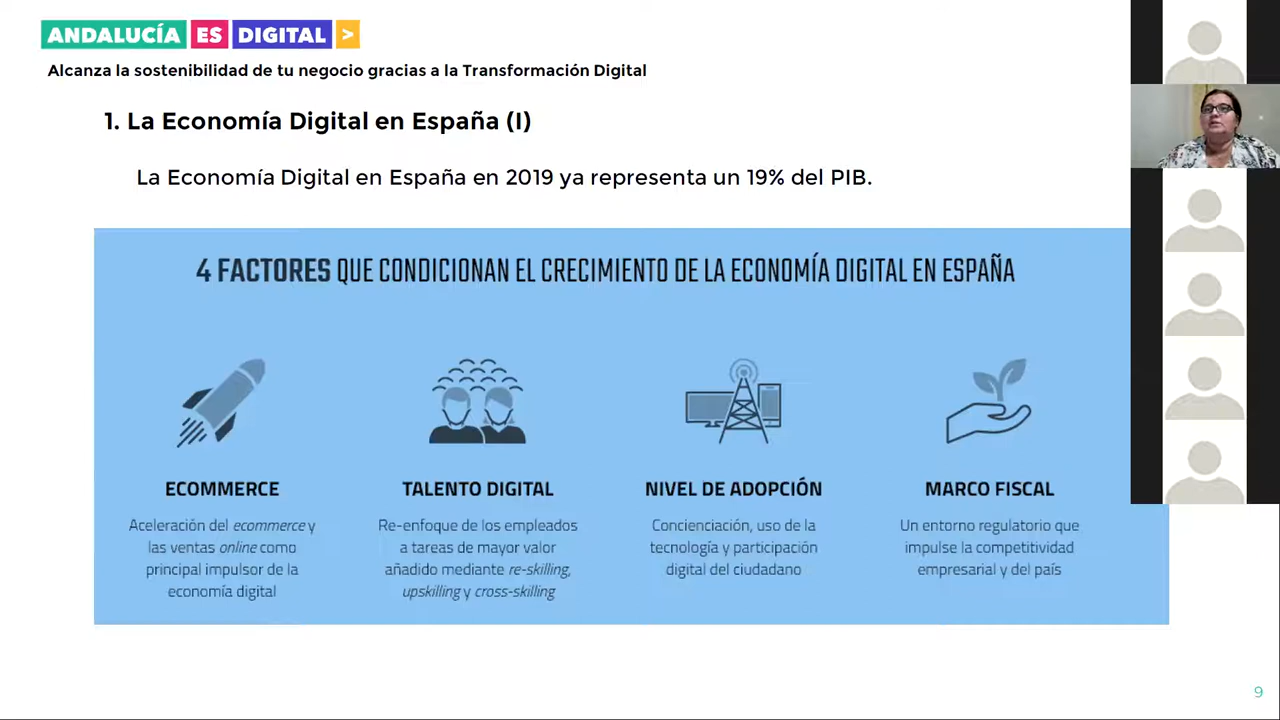 ANDALUCÍA ES DIGITAL >
Alcanza la sostenibilidad de tu negocio gracias a la Transformación Digital
1. La Economía Digital en España (I)
La Economía Digital en España en 2019 ya representa un 19% del PIB.
4 FACTORES QUE CONDICIONAN EL CRECIMIENTO DE LA ECONOMÍA DIGITAL EN ESPAÑA
ECOMMERCE
Aceleración del ecommerce y
las ventas online como
principal impulsor de la
economía digital
TALENTO DIGITAL
Re-enfoque de los empleados
a tareas de mayor valor
añadido mediante re-skilling,
upskilling y cross-skilling
NIVEL DE ADOPCIÓN
Concienciación, uso de la
tecnología y participación
digital del ciudadano
MARCO FISCAL
Un entorno regulatorio que
impulse la competitividad
empresarial y del país
9